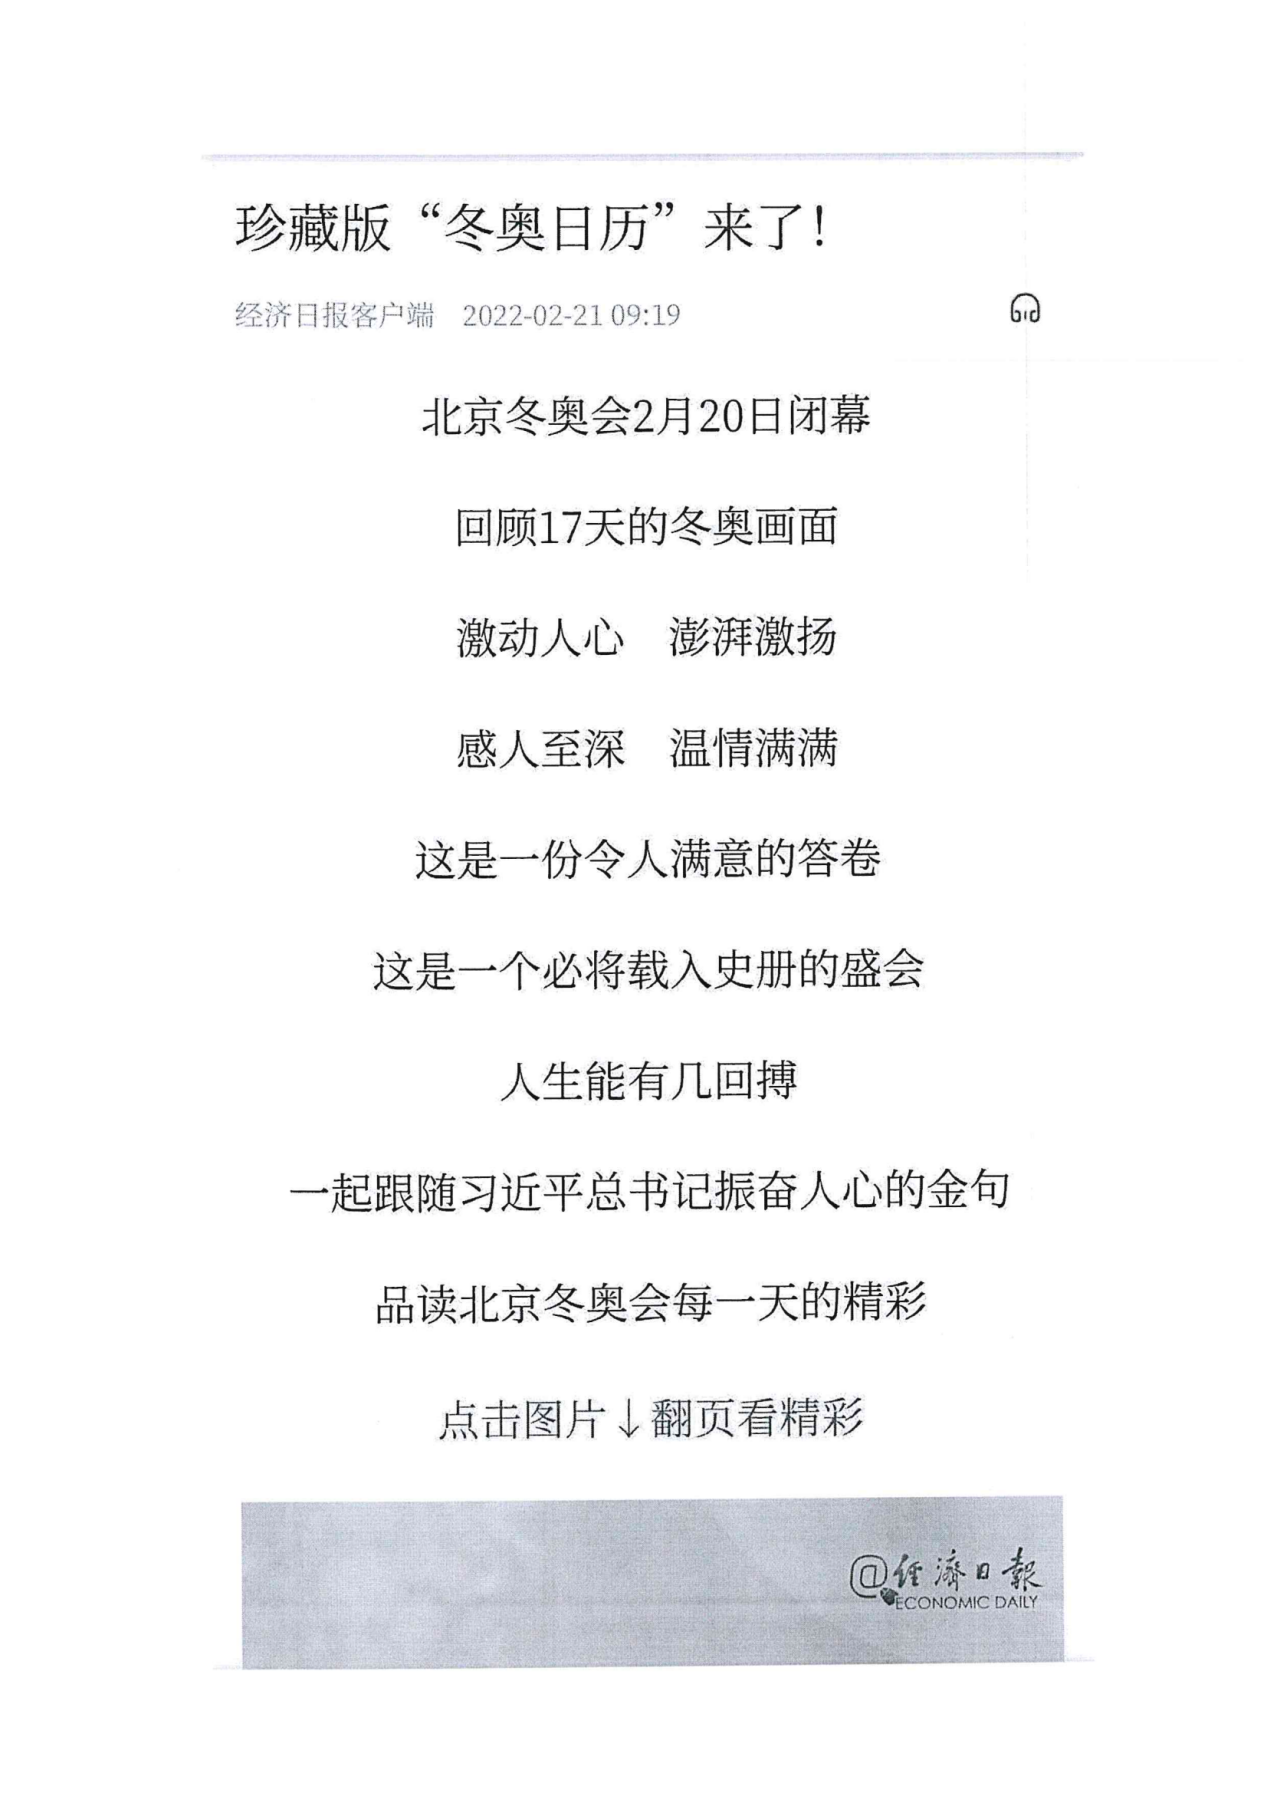 珍藏版“冬奥日历”来了！
经济日报客户端 2022-02-21 09:19
北京冬奥会2月20日闭幕
回顾17天的冬奥画面
激动人心 澎湃激扬
感人至深 温情满满
这是一份令人满意的答卷
这是一个必将载入史册的盛会
人生能有几回搏
一起跟随习近平总书记振奋人心的金句
品读北京冬奥会每一天的精彩
点击图片↓翻页看精彩
@经济日報
ECONOMIC DAILY